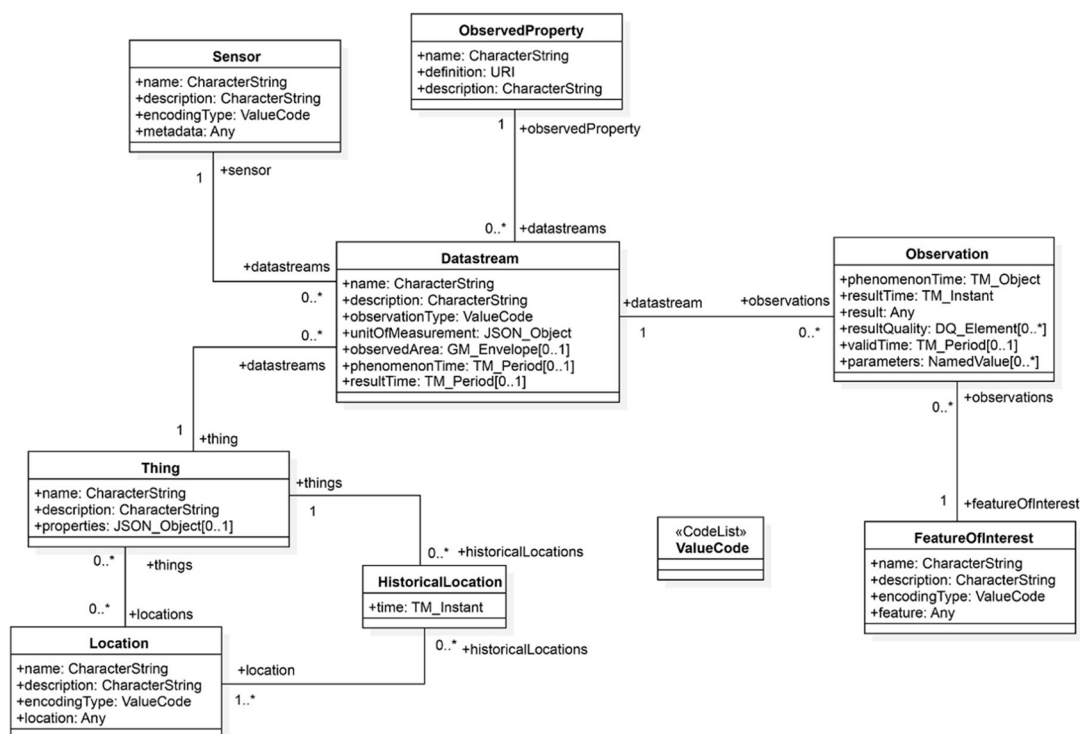 ObservedProperty
+name: CharacterString
+definition: URI
+description: CharacterString
1
+observedProperty
Sensor
+name: CharacterString
+description: CharacterString
+encodingType: ValueCode
+metadata: Any
1
+sensor
0..*
+datastreams
+datastreams
0..*
Datastream
+name: CharacterString
+description: CharacterString
+observationType: ValueCode
+unitOfMeasurement: JSON_Object
+observedArea: GM_Envelope[0..1]
+phenomenonTime: TM_Period[0..1]
+resultTime: TM_Period[0..1]
+datastream
1
+observations
0..*
Observation
+phenomenonTime: TM_Object
+resultTime: TM_Instant
+result: Any
+resultQuality: DQ_Element[0..*]
+validTime: TM_Period[0..1]
+parameters: NamedValue[0..*]
0..*
+datastreams
0..*
+observations
1
+thing
Thing
+name: CharacterString
+description: CharacterString
+properties: JSON_Object[0..1]
+things
1
0..*
+historicalLocations
1
+featureOfInterest
«CodeList»
ValueCode
FeatureOfInterest
+name: CharacterString
+description: CharacterString
+encodingType: ValueCode
+feature: Any
0..*
+things
0..*
+locations
HistoricalLocation
+time: TM_Instant
0..*
+historicalLocations
Location
+name: CharacterString
+description: CharacterString
+encodingType: ValueCode
+location: Any
+location
1..*